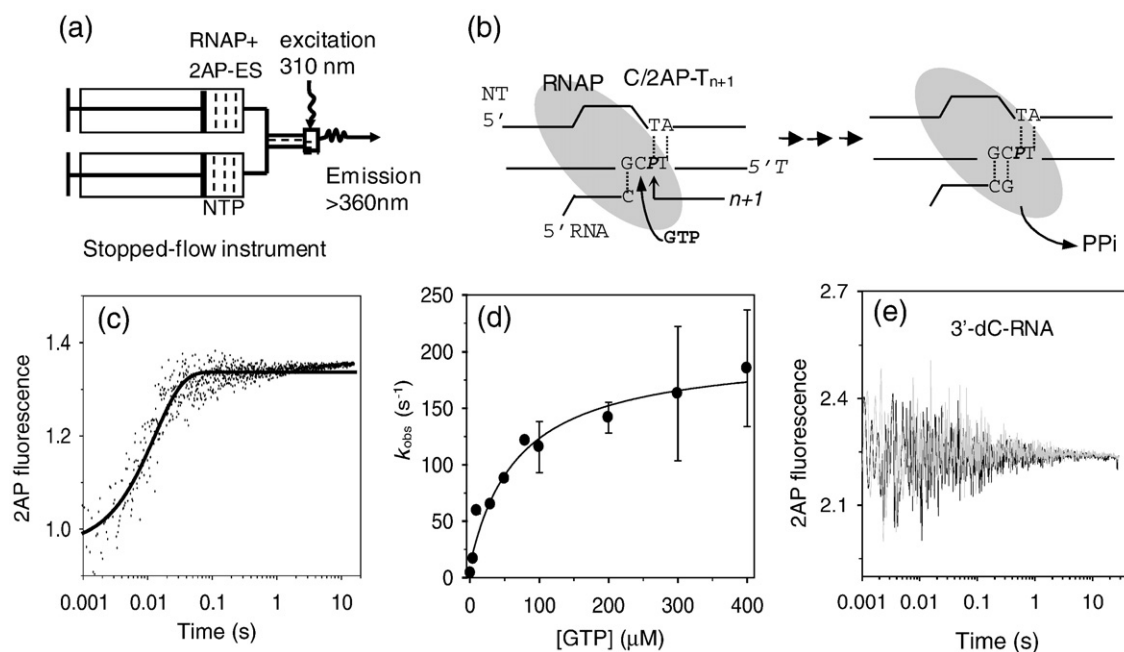 (a)
RNAP+
2AP-ES
excitation
310 nm
NTP
Emission
>360nm
Stopped-flow instrument
(b)
RNAP
C/2AP-Tn+1
NT
5'
TA
GCPT
5'T
C
n+1
5'RNA
GTP
TA
GCPT
CG
PPi
(c)
2AP fluorescence
1.4
1.2
1.0
0.001 0.01 0.1 1 10
Time (s)
(d)
kobs (s⁻¹)
250
200
150
100
50
0
0 100 200 300 400
[GTP] (μM)
(e)
3'-dC-RNA
2AP fluorescence
2.7
2.4
2.1
0.001 0.01 0.1 1 10
Time (s)